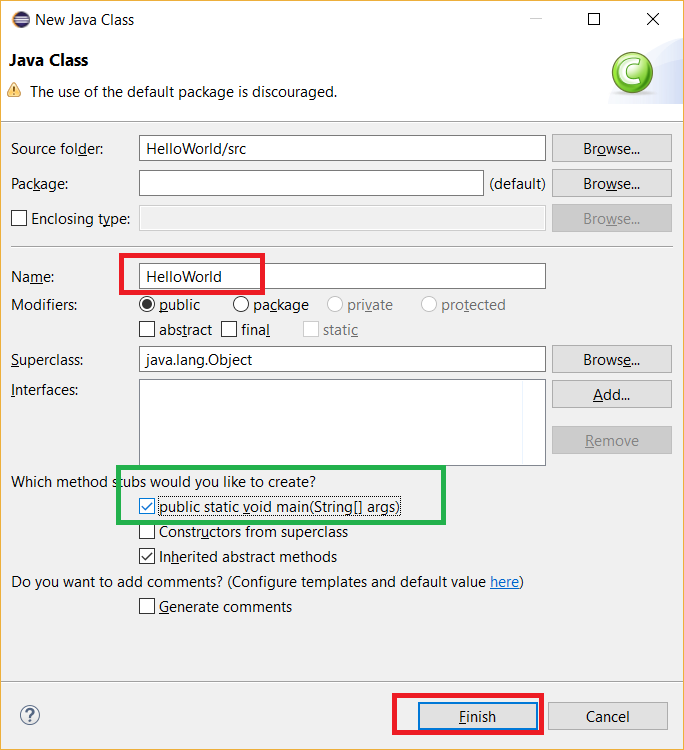 New Java Class
Java Class
The use of the default package is discouraged.
Source folder: HelloWorld/src Browse...
Package: (default) Browse...
Enclosing type: Browse...
Name: HelloWorld
Modifiers: public package private protected
abstract final static
Superclass: java.lang.Object Browse...
Interfaces: Add...
Remove
Which method stubs would you like to create?
public static void main(String[] args)
Constructors from superclass
Inherited abstract methods
Do you want to add comments? (Configure templates and default value here)
Generate comments
? Finish Cancel